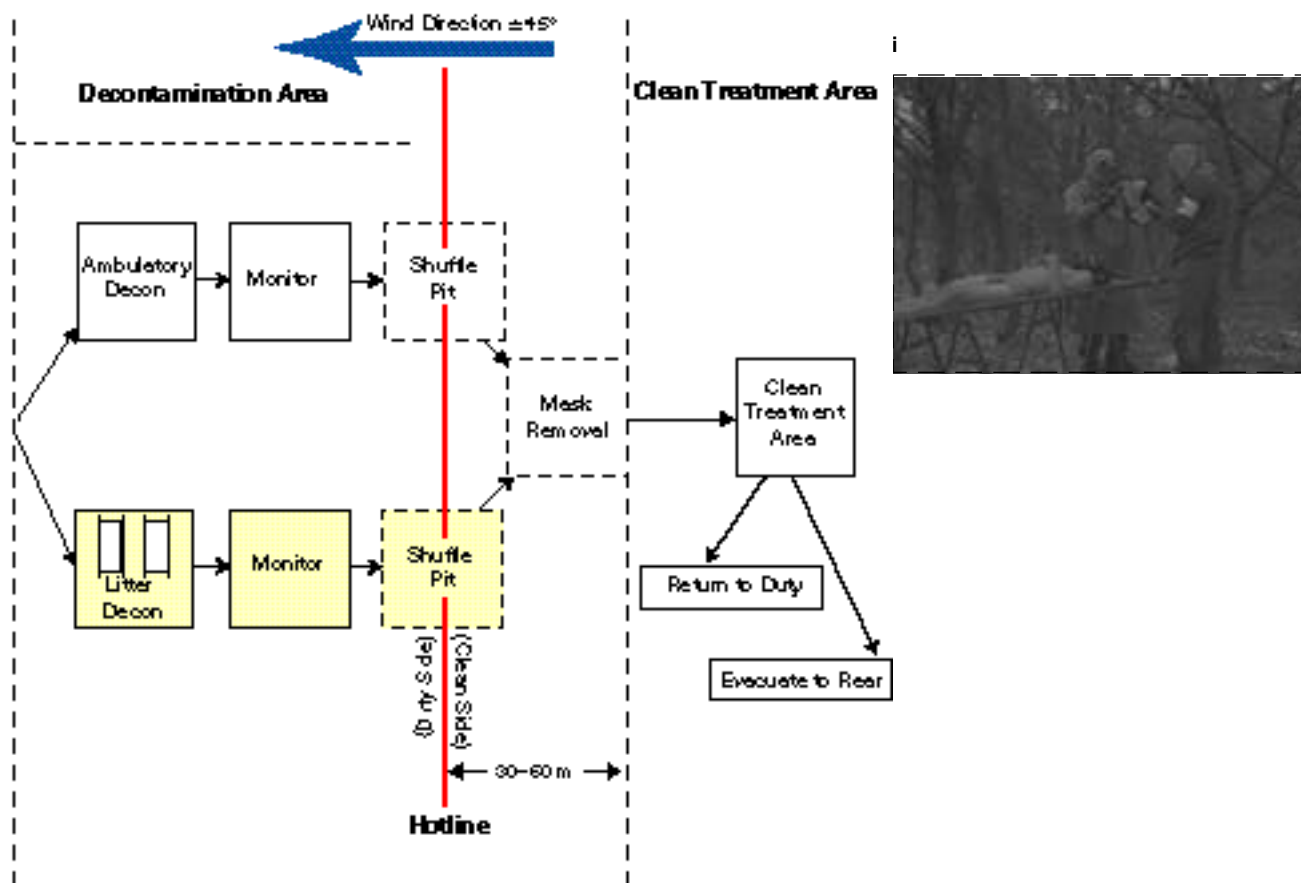 Wind Direction ±45°
i
Decontamination Area
Clean Treatment Area
Ambulatory
Decon
Monitor
Shuffle
Pit
Mask
Removal
Clean
Treatment
Area
Litter
Decon
Monitor
Shuffle
Pit
Return to Duty
Evacuate to Rear
(Dirty Side)
(Clean Side)
30–60 m
Hotline